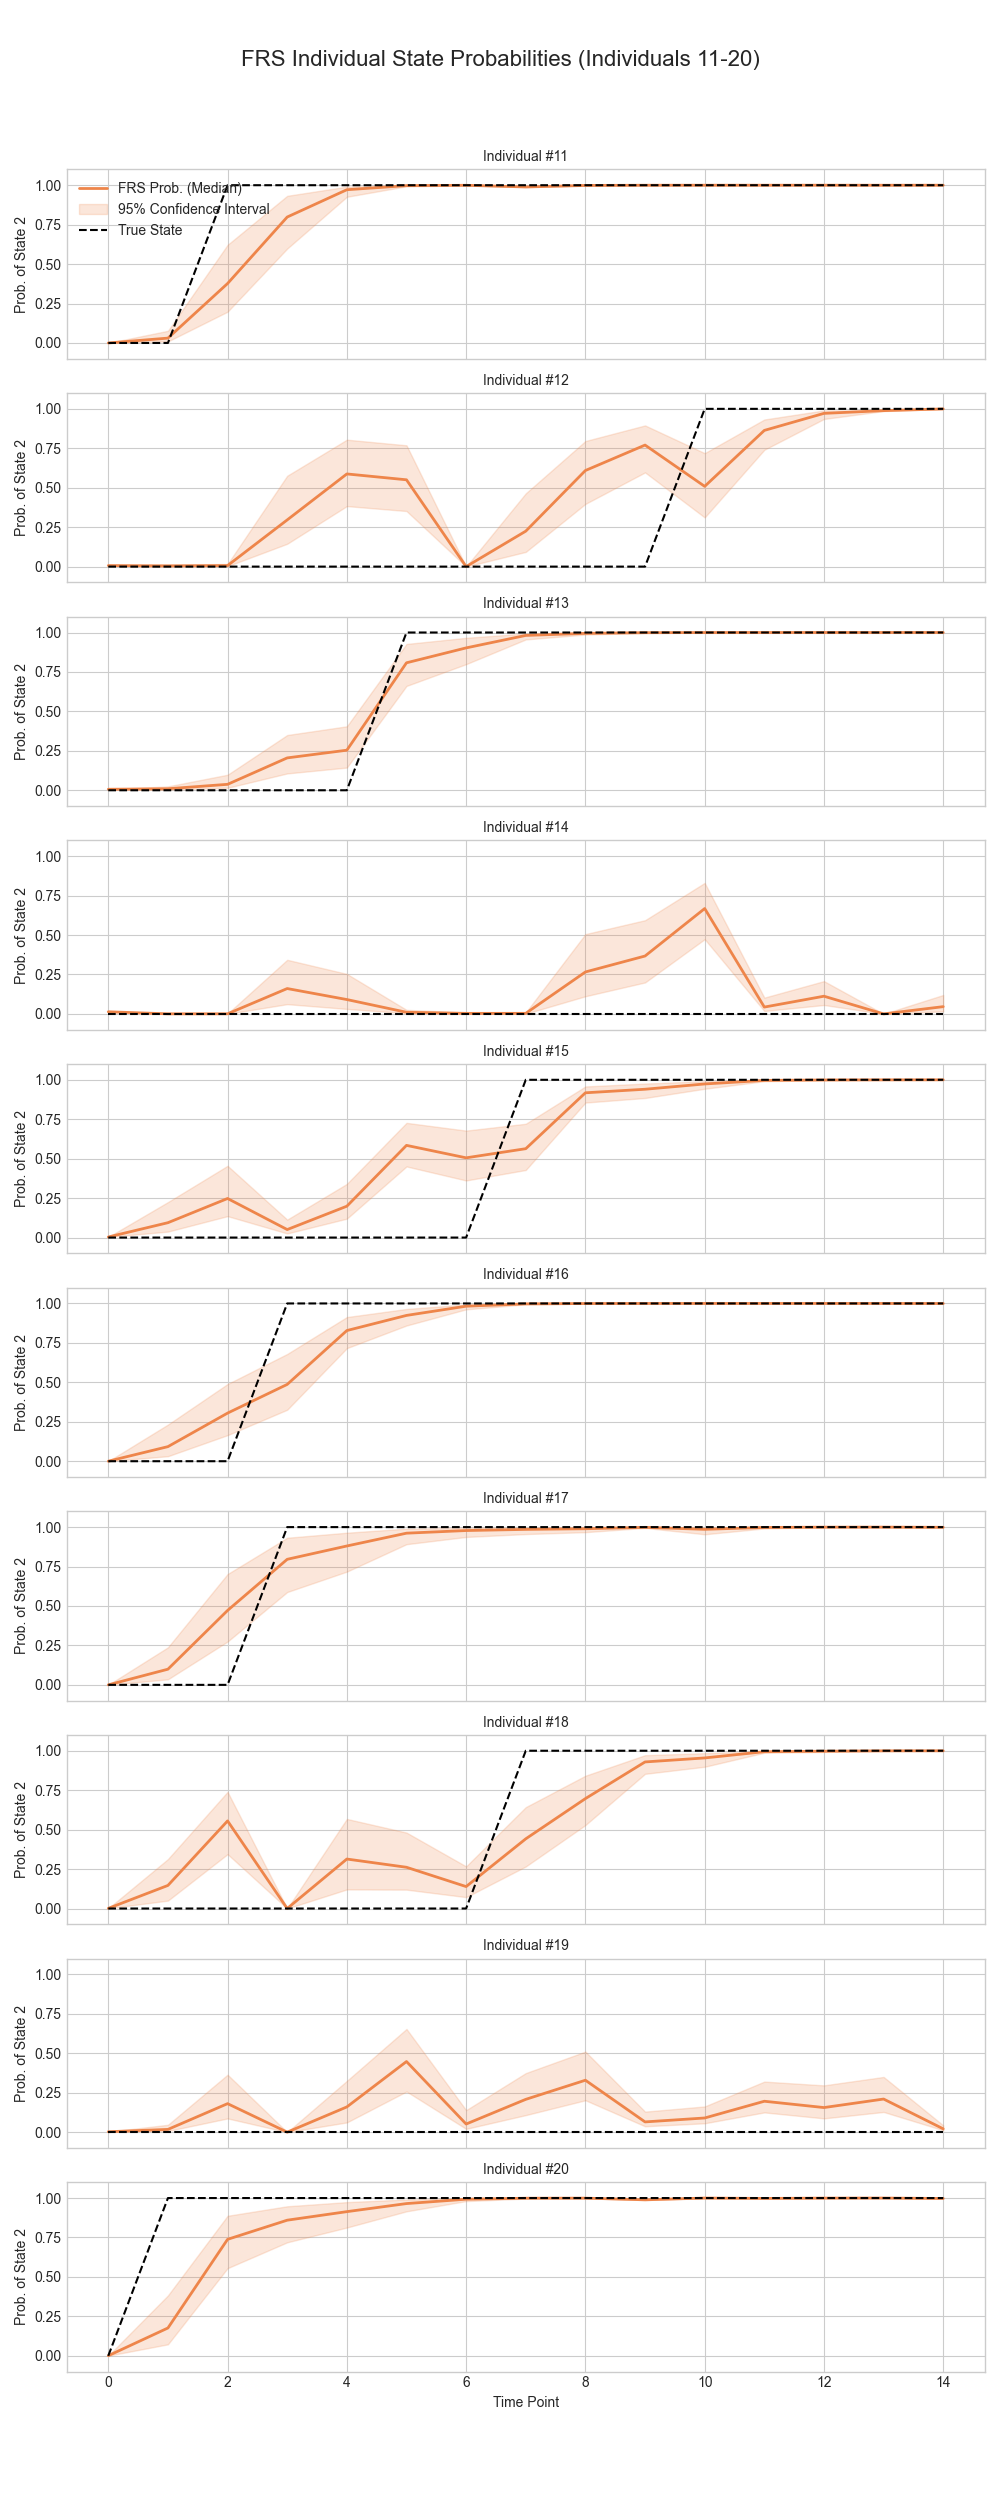 FRS Individual State Probabilities (Individuals 11-20)
Individual #11
FRS Prob. (Median)
95% Confidence Interval
True State
1.00
0.75
0.50
0.25
0.00
Prob. of State 2
Individual #12
1.00
0.75
0.50
0.25
0.00
Prob. of State 2
Individual #13
1.00
0.75
0.50
0.25
0.00
Prob. of State 2
Individual #14
1.00
0.75
0.50
0.25
0.00
Prob. of State 2
Individual #15
1.00
0.75
0.50
0.25
0.00
Prob. of State 2
Individual #16
1.00
0.75
0.50
0.25
0.00
Prob. of State 2
Individual #17
1.00
0.75
0.50
0.25
0.00
Prob. of State 2
Individual #18
1.00
0.75
0.50
0.25
0.00
Prob. of State 2
Individual #19
1.00
0.75
0.50
0.25
0.00
Prob. of State 2
Individual #20
1.00
0.75
0.50
0.25
0.00
Prob. of State 2
0 2 4 6 8 10 12 14
Time Point